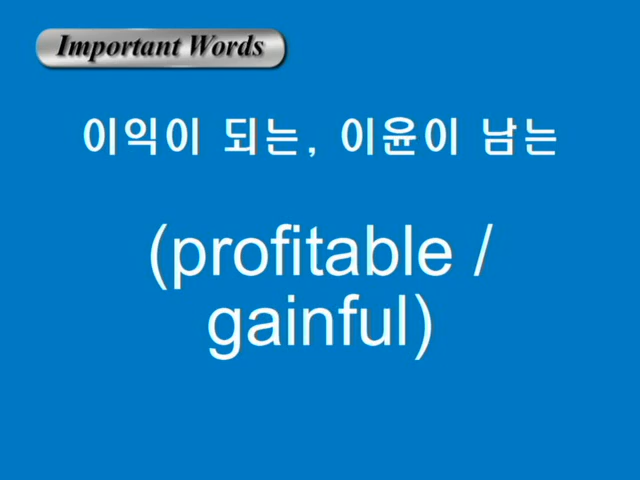 Important Words
이익이 되는, 이윤이 남는
(profitable /
gainful)